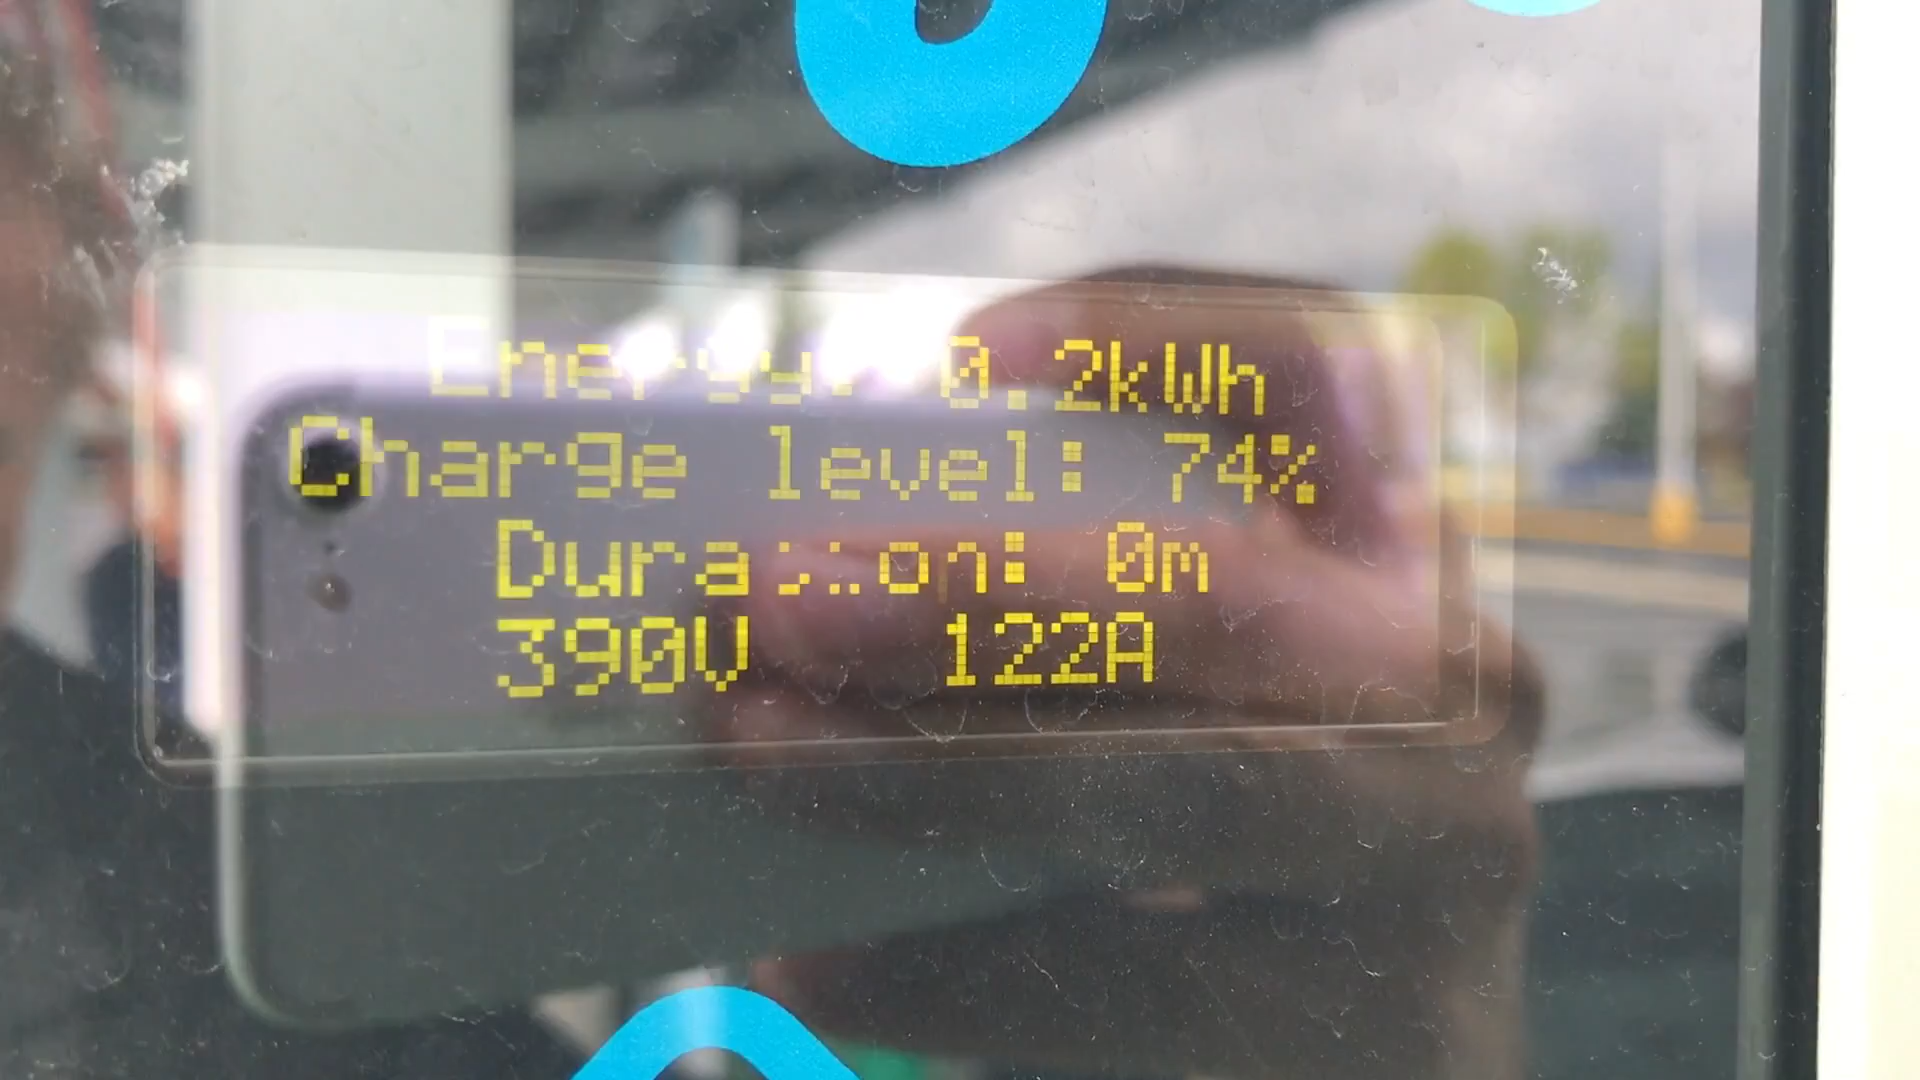 Energy: 0.2kWh
Charge level: 74%
Duration: 0m
390V 122A